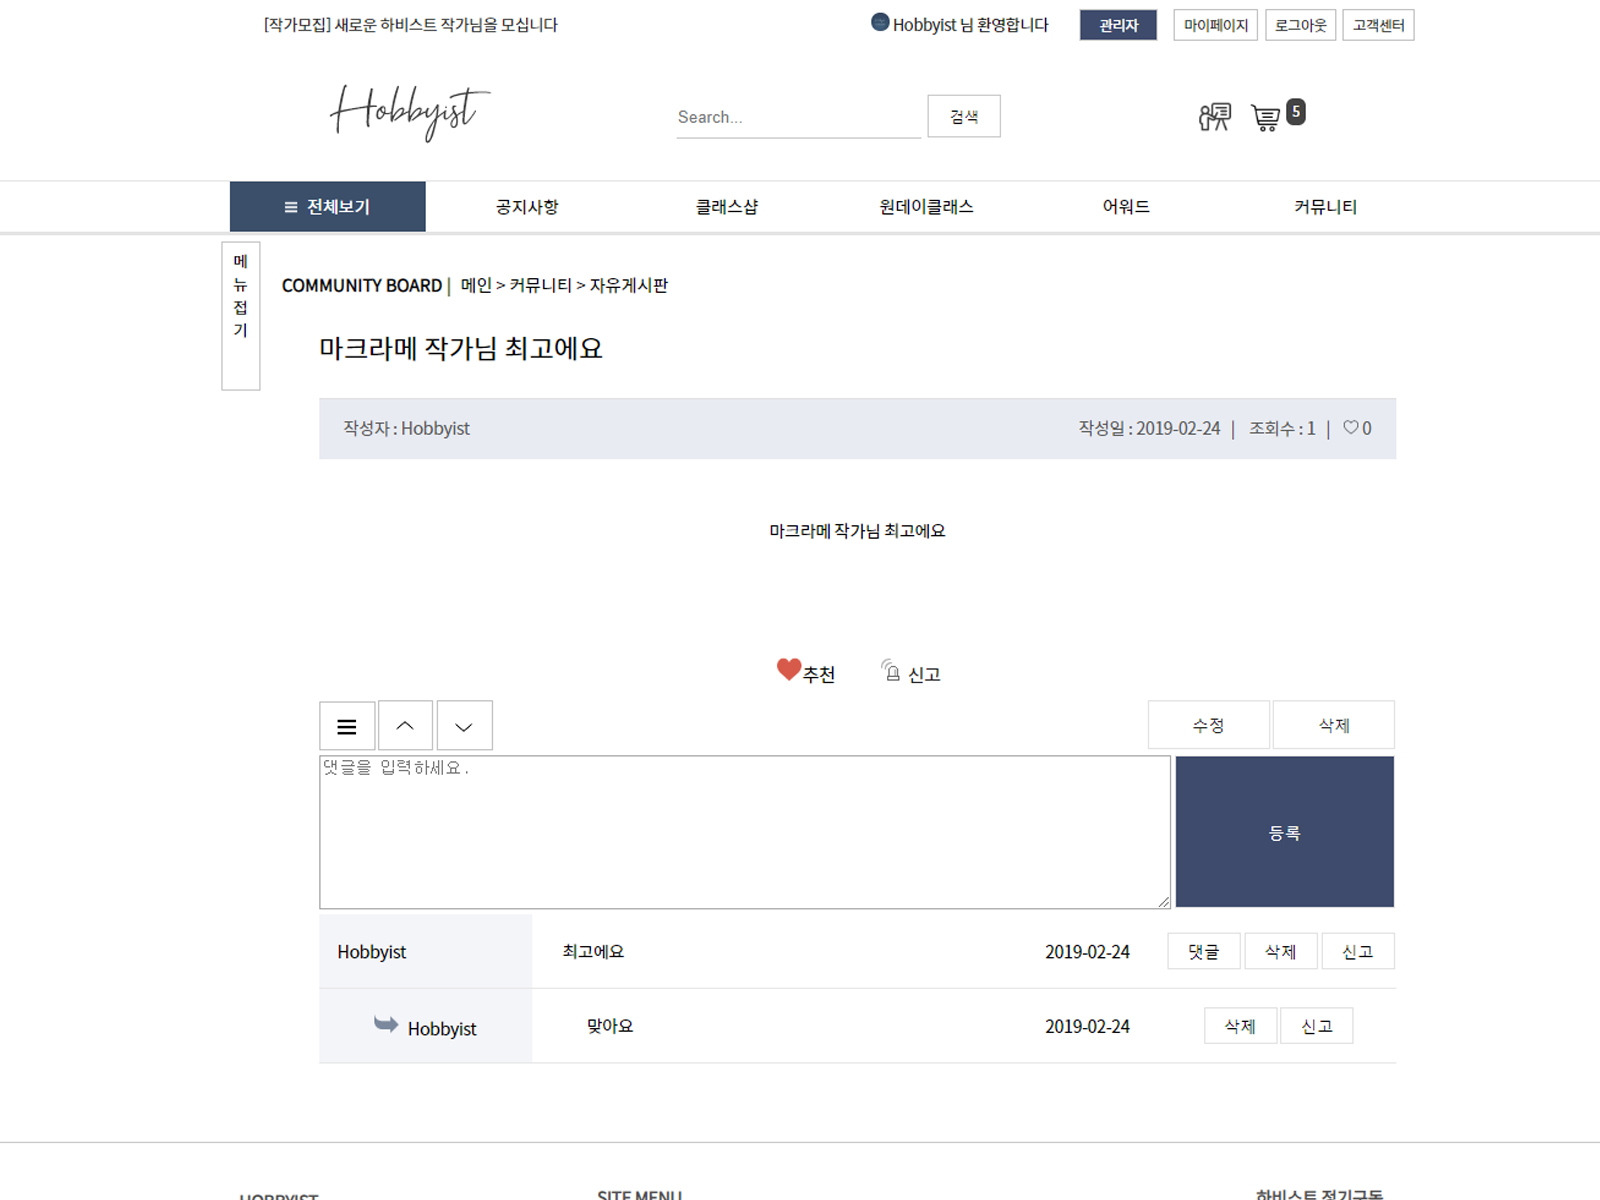 [작가모집] 새로운 하비스트 작가님을 모십니다
Hobbyist 님 환영합니다 관리자 마이페이지 로그아웃 고객센터
Hobbyist
Search... 검색
5
전체보기 공지사항 클래스샵 원데이클래스 어워드 커뮤니티
메
뉴
접
기
COMMUNITY BOARD | 메인 > 커뮤니티 > 자유게시판
마크라메 작가님 최고에요
작성자 : Hobbyist 작성일 : 2019-02-24 | 조회수 : 1 | ♡ 0
마크라메 작가님 최고에요
추천 신고
수정 삭제
댓글을 입력하세요.
등록
Hobbyist 최고에요 2019-02-24 댓글 삭제 신고
Hobbyist 맞아요 2019-02-24 삭제 신고
HOBBYIST SITE MENU 하비스트 정기구독